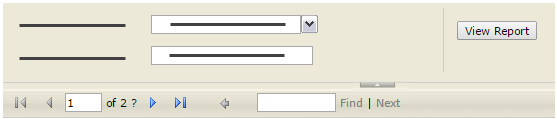 View Report
1 of 2 ? Find | Next